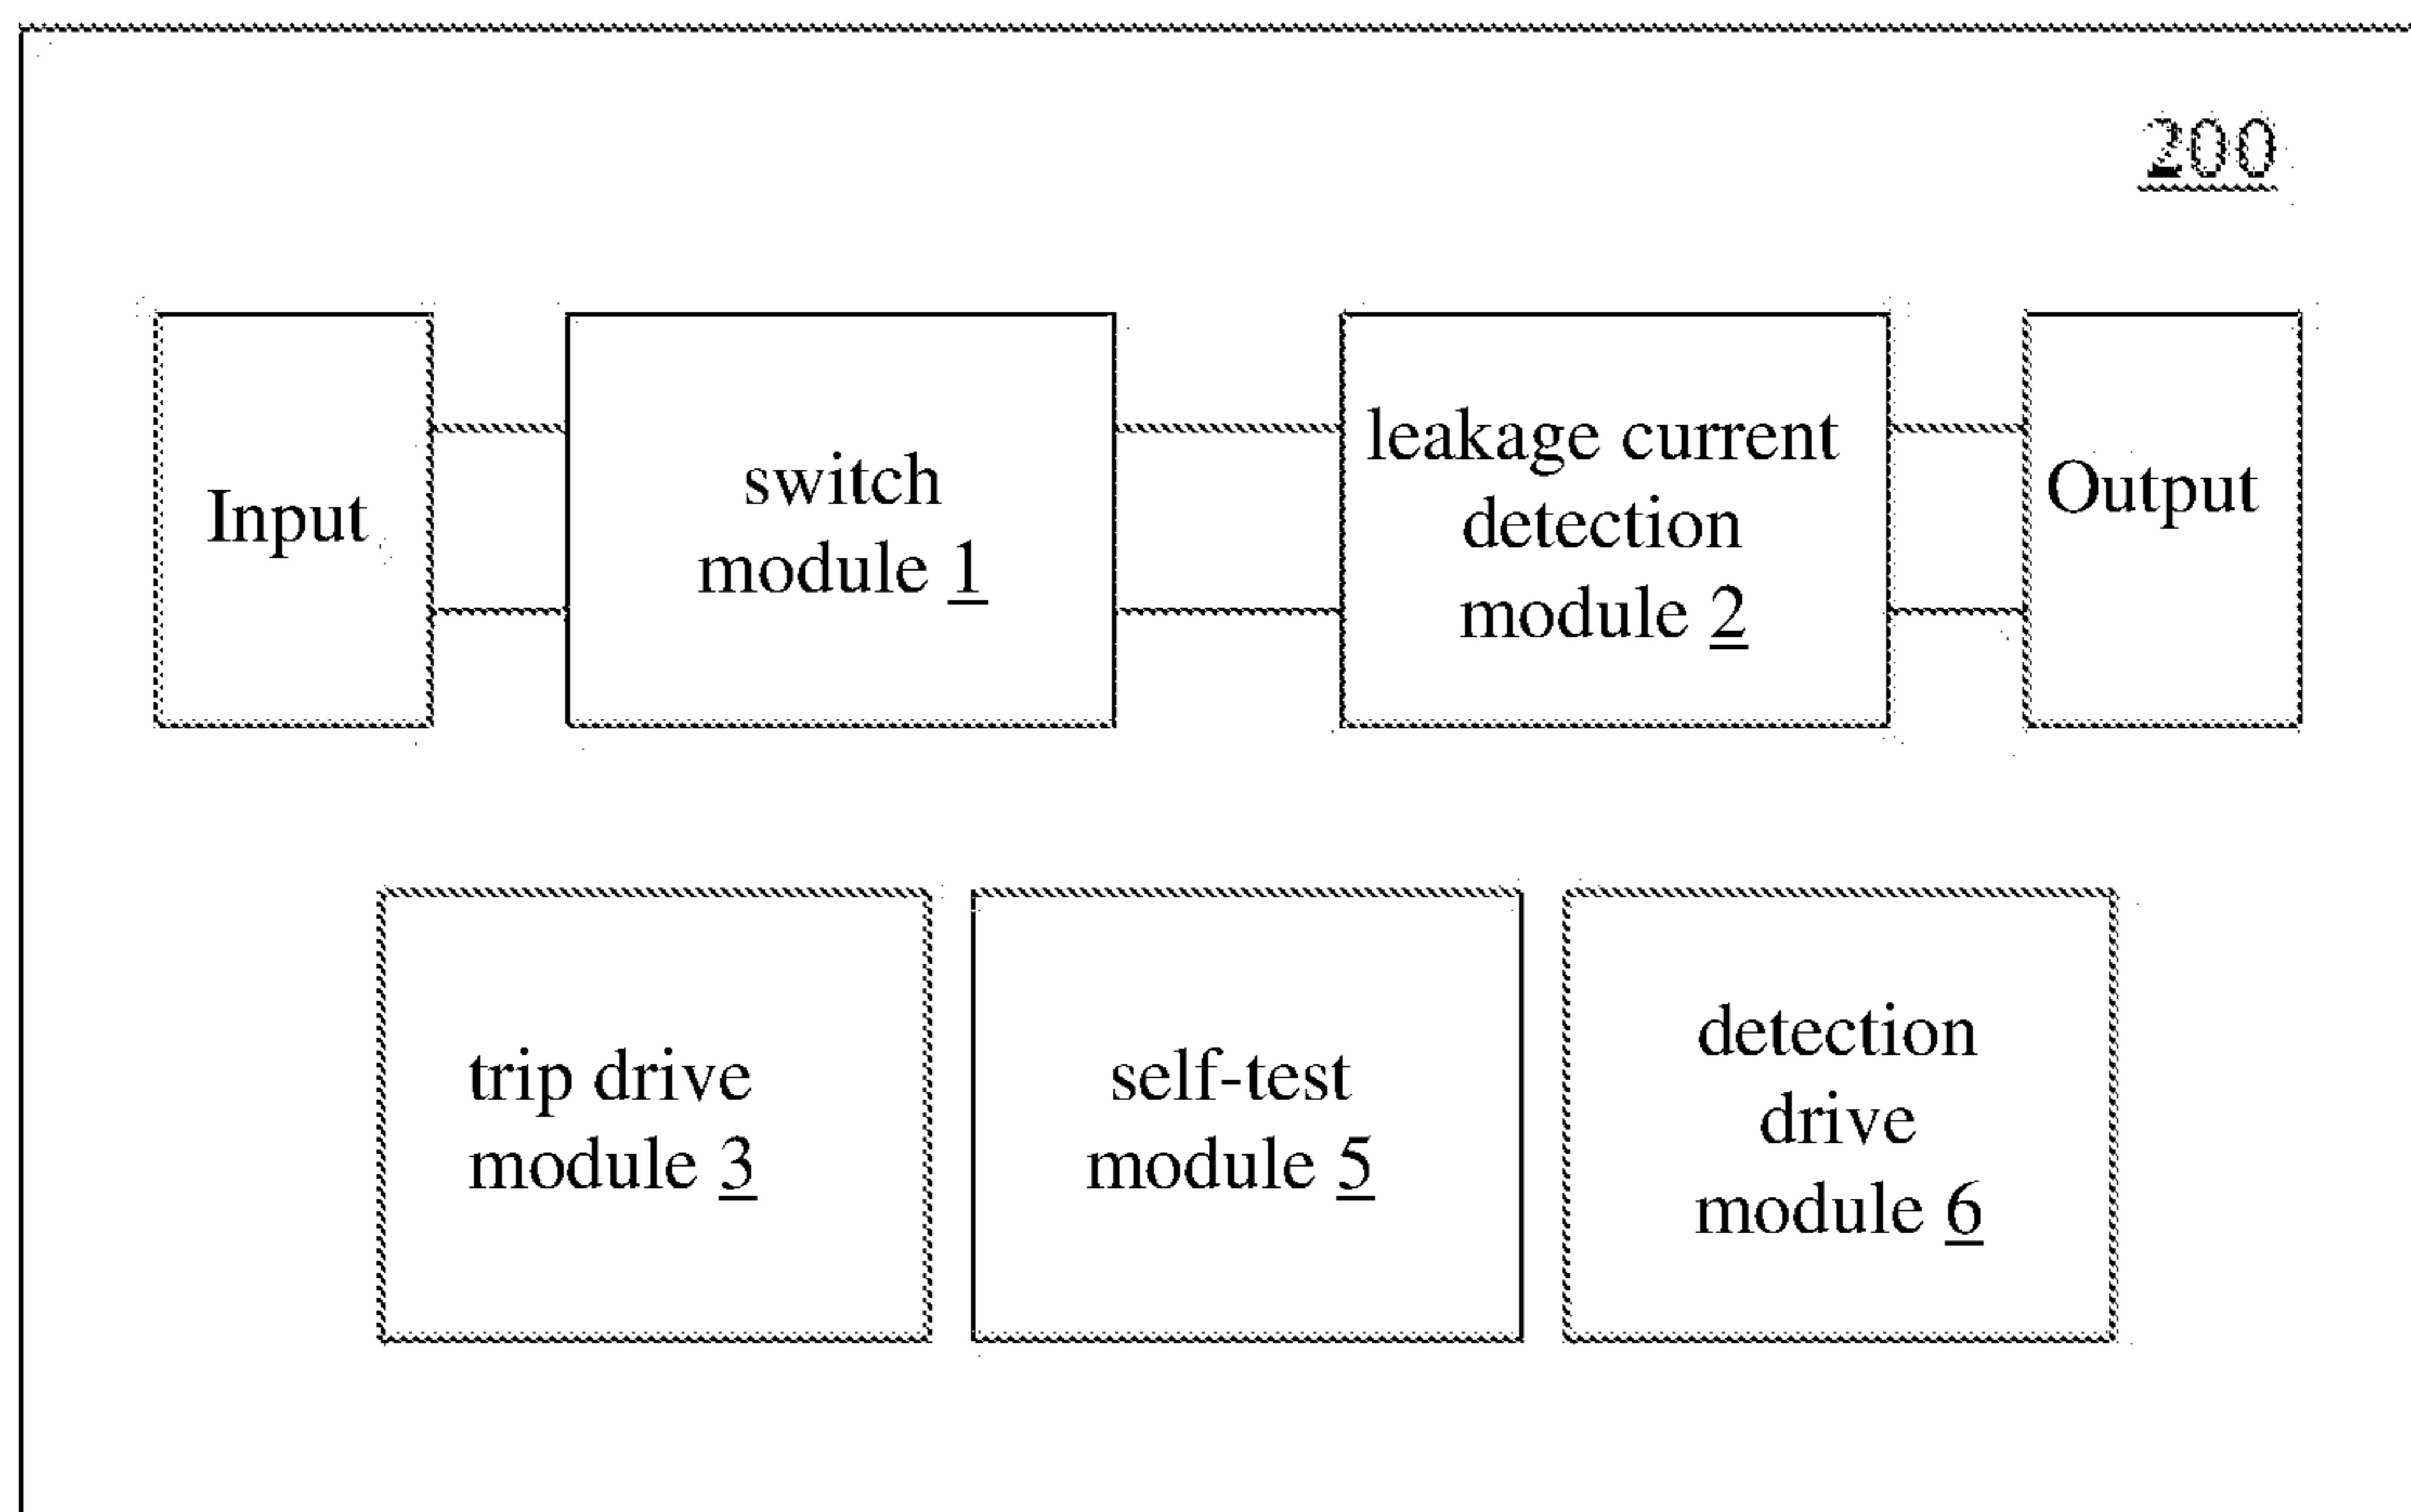 200
Input
switch
module 1
leakage current
detection
module 2
Output
trip drive
module 3
self-test
module 5
detection
drive
module 6